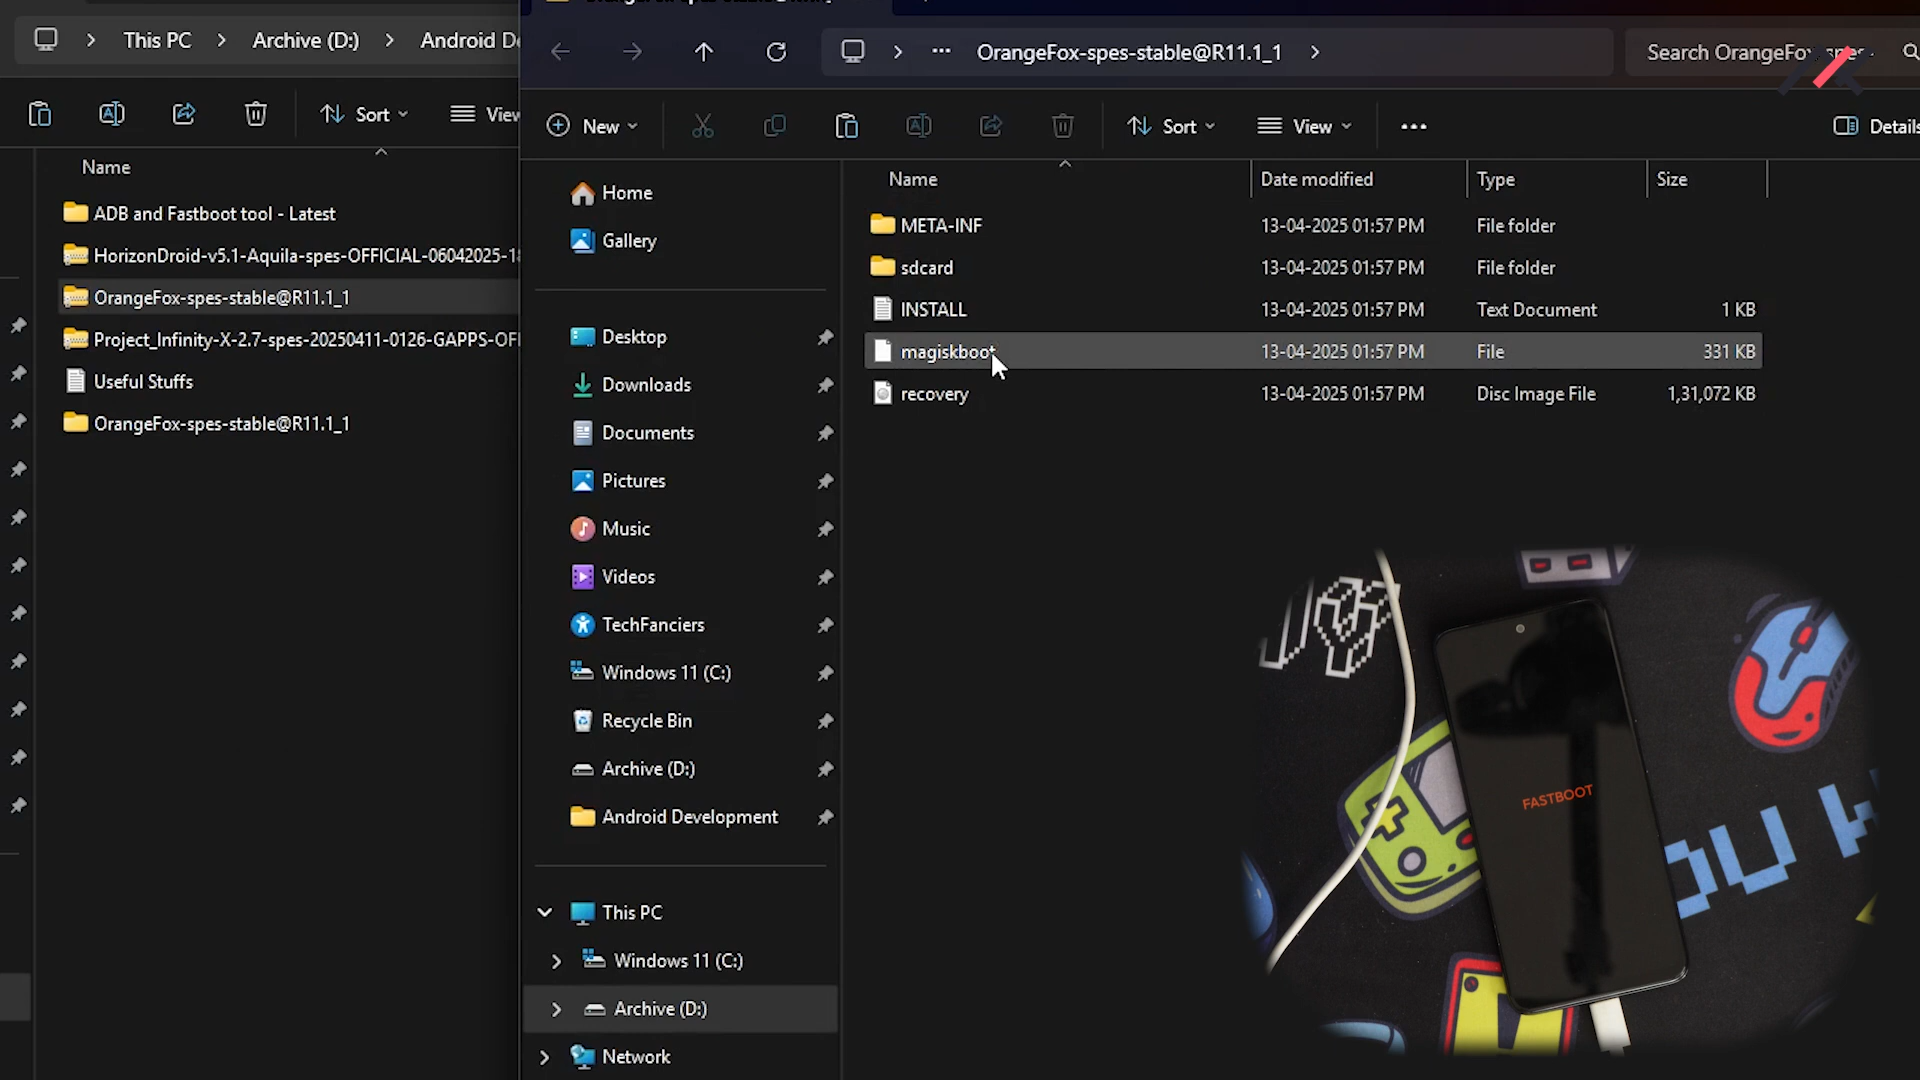 This PC
Archive (D:)
Sort
Name
ADB and Fastboot tool - Latest
HorizonDroid-v5.1-Aquila-spes-OFFICIAL-06042025-18
OrangeFox-spes-stable@R11.1_1
Project_Infinity-X-2.7-spes-20250411-0126-GAPPS-OFI
Useful Stuffs
OrangeFox-spes-stable@R11.1_1
OrangeFox-spes-stable@R11.1_1
Search OrangeFox-spes-
New
Sort
View
Details
Home
Gallery
Desktop
Downloads
Documents
Pictures
Music
Videos
TechFanciers
Windows 11 (C:)
Recycle Bin
Archive (D:)
Android Development
This PC
Windows 11 (C:)
Archive (D:)
Network
Name Date modified Type Size
META-INF 13-04-2025 01:57 PM File folder
sdcard 13-04-2025 01:57 PM File folder
INSTALL 13-04-2025 01:57 PM Text Document 1 KB
magiskboot 13-04-2025 01:57 PM File 331 KB
recovery 13-04-2025 01:57 PM Disc Image File 1,31,072 KB
FASTBOOT